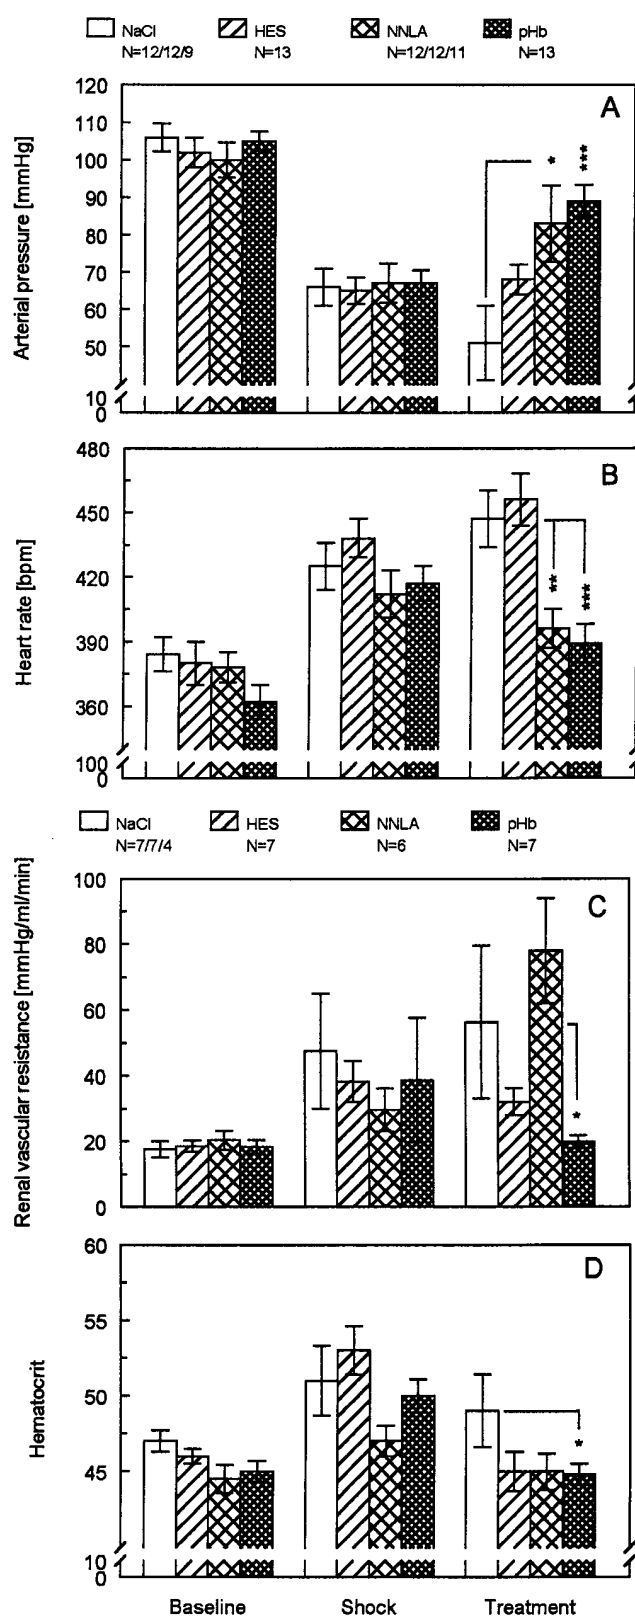 NaCl HES NNLA pHb
N=12/12/9 N=13 N=12/12/11 N=13
A
Arterial pressure [mmHg]
120
110
100
90
80
70
60
50
10
0
* ***
B
Heart rate [bpm]
480
450
420
390
360
100
0
** ***
NaCl HES NNLA pHb
N=7/7/4 N=7 N=6 N=7
C
Renal vascular resistance [mmHg/ml/min]
100
80
60
40
20
0
*
D
Hematocrit
60
55
50
45
10
0
*
Baseline Shock Treatment